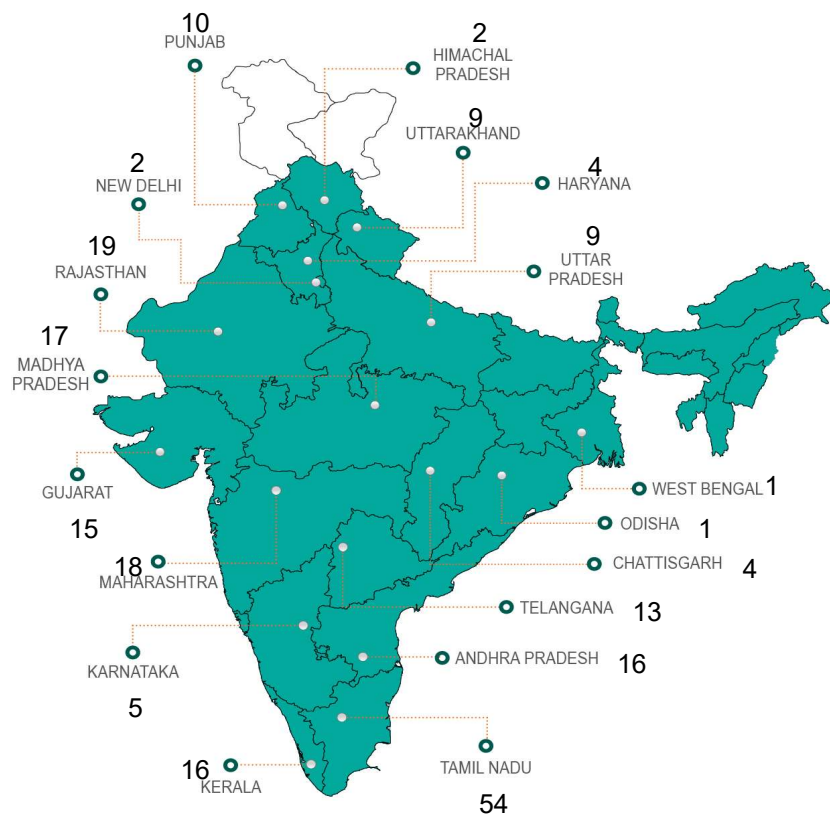 10
PUNJAB
2
HIMACHAL
PRADESH
9
UTTARAKHAND
2
NEW DELHI
4
HARYANA
19
RAJASTHAN
9
UTTAR
PRADESH
17
MADHYA
PRADESH
GUJARAT
15
WEST BENGAL 1
ODISHA 1
18
MAHARASHTRA
CHATTISGARH 4
TELANGANA 13
KARNATAKA
5
ANDHRA PRADESH 16
16
KERALA
TAMIL NADU
54